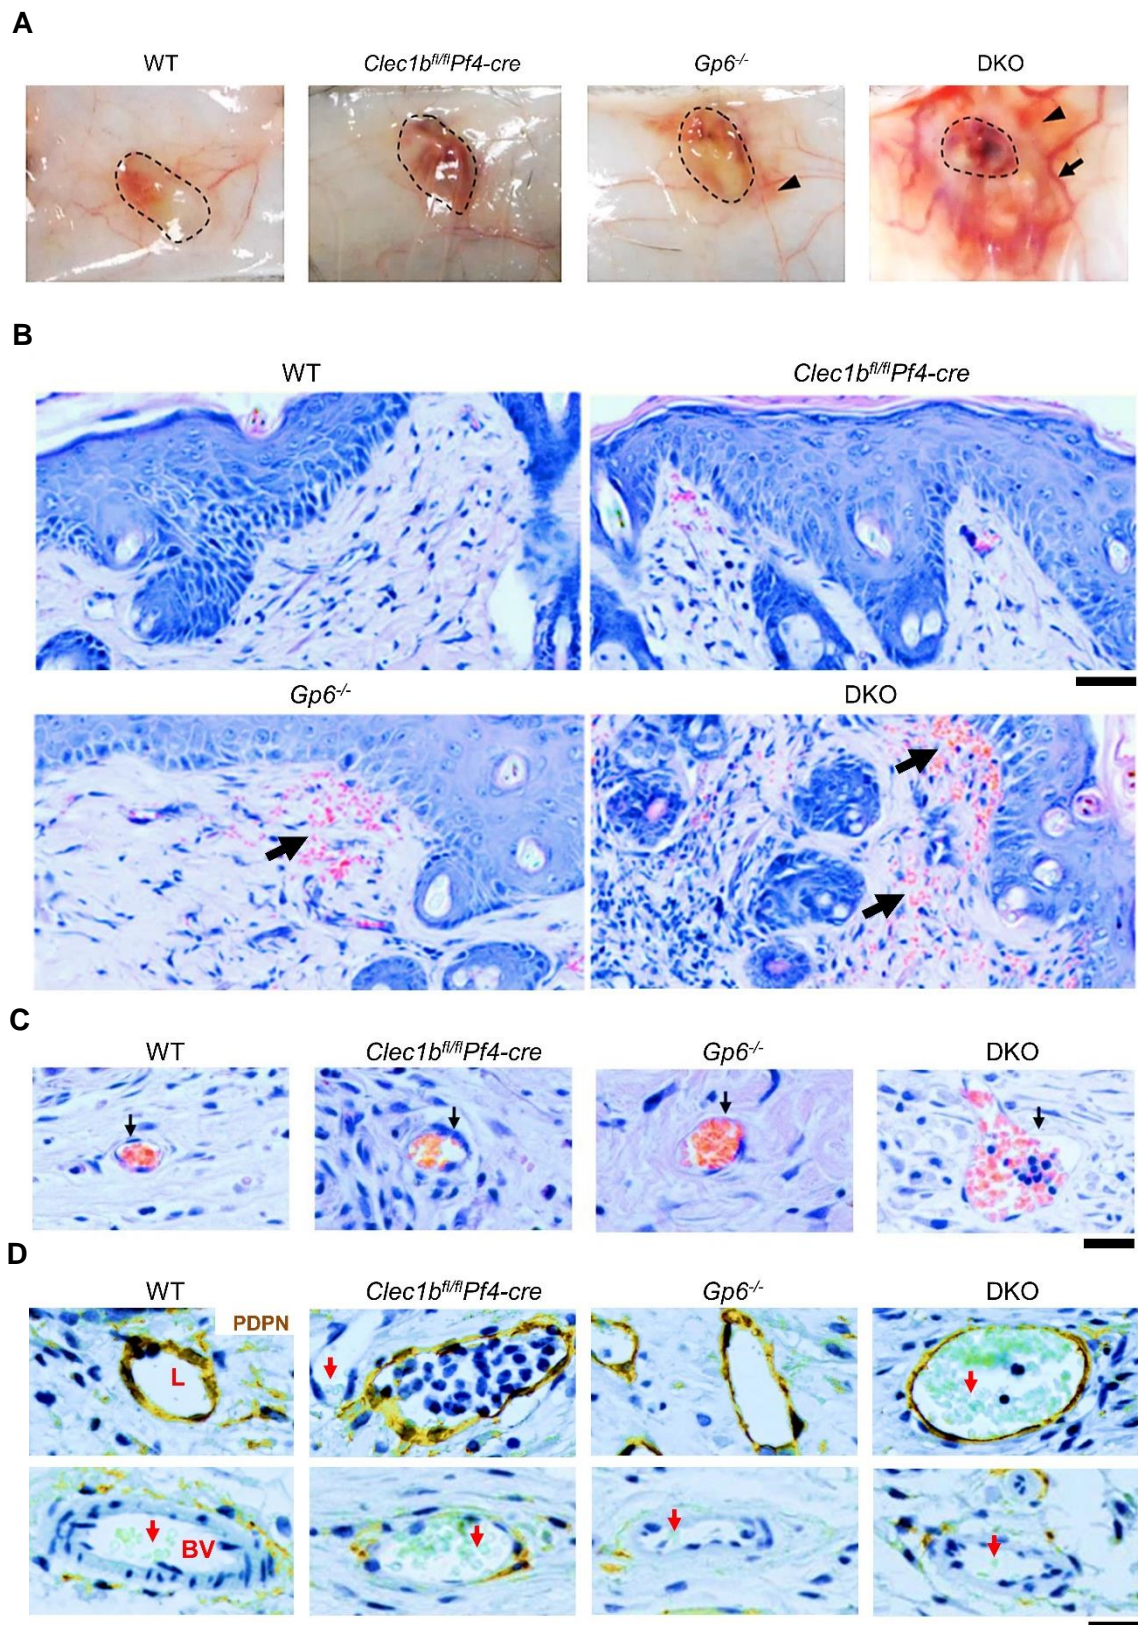 A
WT Clec1bfl/flPf4-cre Gp6-/- DKO
B
WT Clec1bfl/flPf4-cre
Gp6-/- DKO
C
WT Clec1bfl/flPf4-cre Gp6-/- DKO
D
WT Clec1bfl/flPf4-cre Gp6-/- DKO
PDPN
L
BV